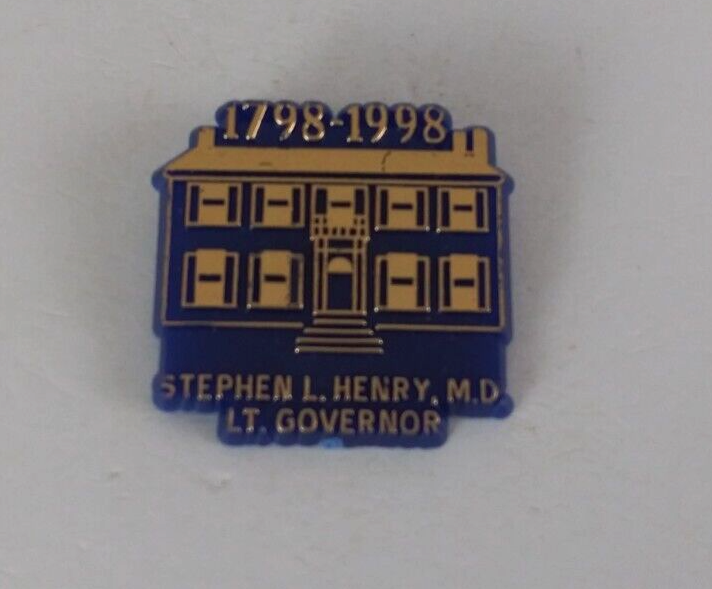 1798-1998
STEPHEN L. HENRY, M.D.
LT. GOVERNOR